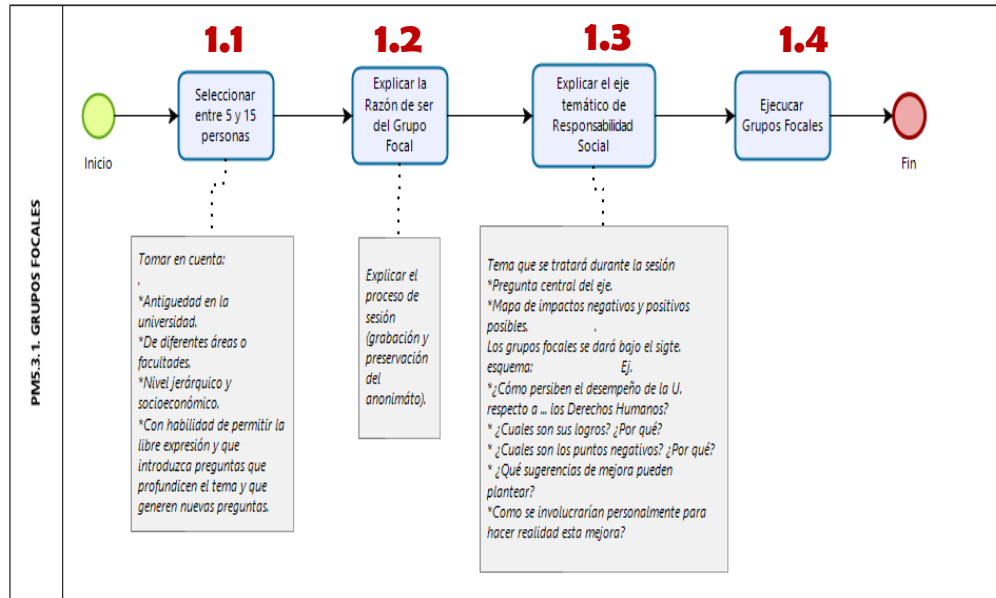 PM5.3.1. GRUPOS FOCALES
1.1
1.2
1.3
1.4
Inicio
Seleccionar
entre 5 y 15
personas
Explicar la
Razón de ser
del Grupo
Focal
Explicar el eje
temático de
Responsabilidad
Social
Ejecucar
Grupos Focales
Fin
Tomar en cuenta:
.
*Antiguedad en la
universidad.
*De diferentes áreas o
facultades.
*Nivel jerárquico y
socioeconómico.
*Con habilidad de permitir la
libre expresión y que
introduzca preguntas que
profundicen el tema y que
generen nuevas preguntas.
Explicar el
proceso de
sesión
(grabación y
preservación
del
anonimáto).
Tema que se tratará durante la sesión
*Pregunta central del eje.
*Mapa de impactos negativos y positivos
posibles. .
Los grupos focales se dará bajo el sigte.
esquema: Ej.
*¿Cómo persiben el desempeño de la U.
respecto a ... los Derechos Humanos?
* ¿Cuales son sus logros? ¿Por qué?
* ¿Cuales son los puntos negativos? ¿Por qué?
* ¿Qué sugerencias de mejora pueden
plantear?
*Como se involucrarían personalmente para
hacer realidad esta mejora?